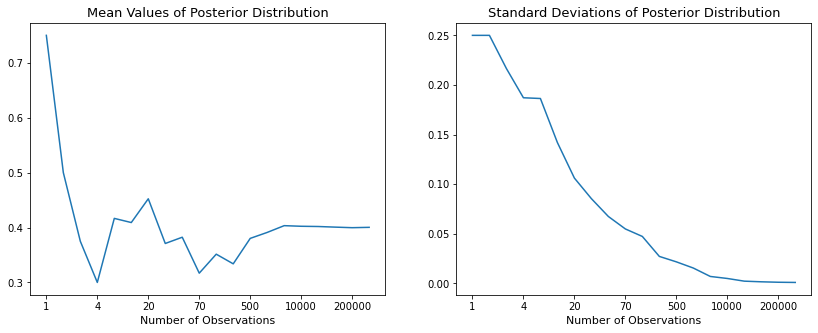 Mean Values of Posterior Distribution
0.7
0.6
0.5
0.4
0.3
1 4 20 70 500 10000 200000
Number of Observations
Standard Deviations of Posterior Distribution
0.25
0.20
0.15
0.10
0.05
0.00
1 4 20 70 500 10000 200000
Number of Observations